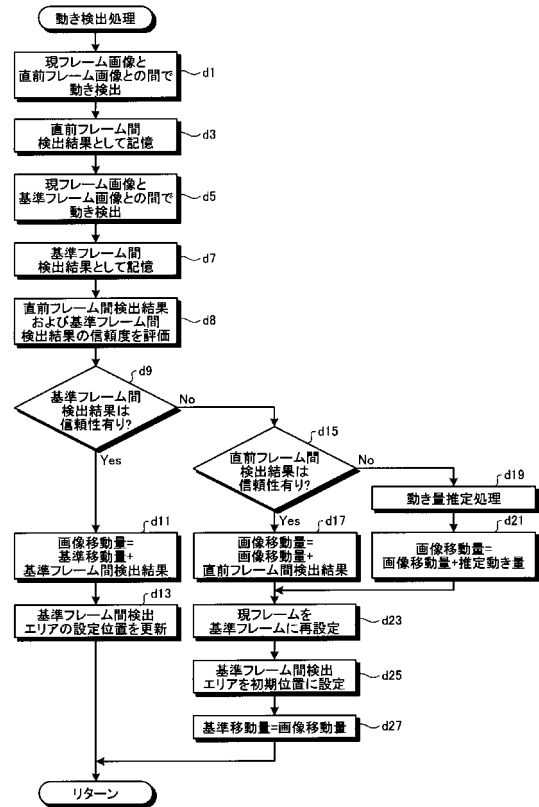 動き検出処理
現フレーム画像と
直前フレーム画像との間で
動き検出
d1
直前フレーム間
検出結果として記憶
d3
現フレーム画像と
基準フレーム画像との間で
動き検出
d5
基準フレーム間
検出結果として記憶
d7
直前フレーム間検出結果
および基準フレーム間
検出結果の信頼度を評価
d8
d9
基準フレーム間
検出結果は
信頼性有り?
No
Yes
d15
直前フレーム間
検出結果は
信頼性有り?
No
Yes
d19
動き量推定処理
d11
画像移動量=
基準移動量+
基準フレーム間検出結果
d17
画像移動量=
画像移動量+
直前フレーム間検出結果
d21
画像移動量=
画像移動量+推定動き量
d13
基準フレーム間検出
エリアの設定位置を更新
現フレームを
基準フレームに再設定
d23
基準フレーム間検出
エリアを初期位置に設定
d25
基準移動量=画像移動量
d27
リターン